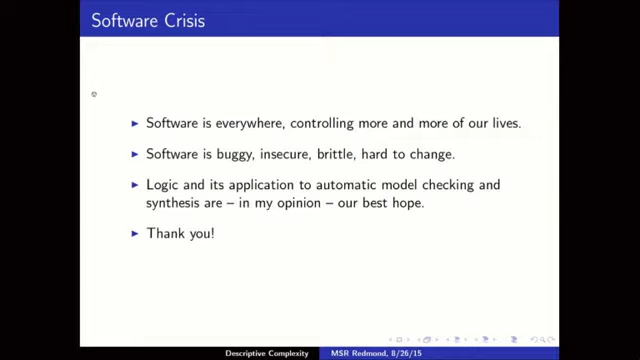 Software Crisis
Software is everywhere, controlling more and more of our lives.
Software is buggy, insecure, brittle, hard to change.
Logic and its application to automatic model checking and
synthesis are – in my opinion – our best hope.
Thank you!
Descriptive Complexity MSR Redmond, 8/26/15